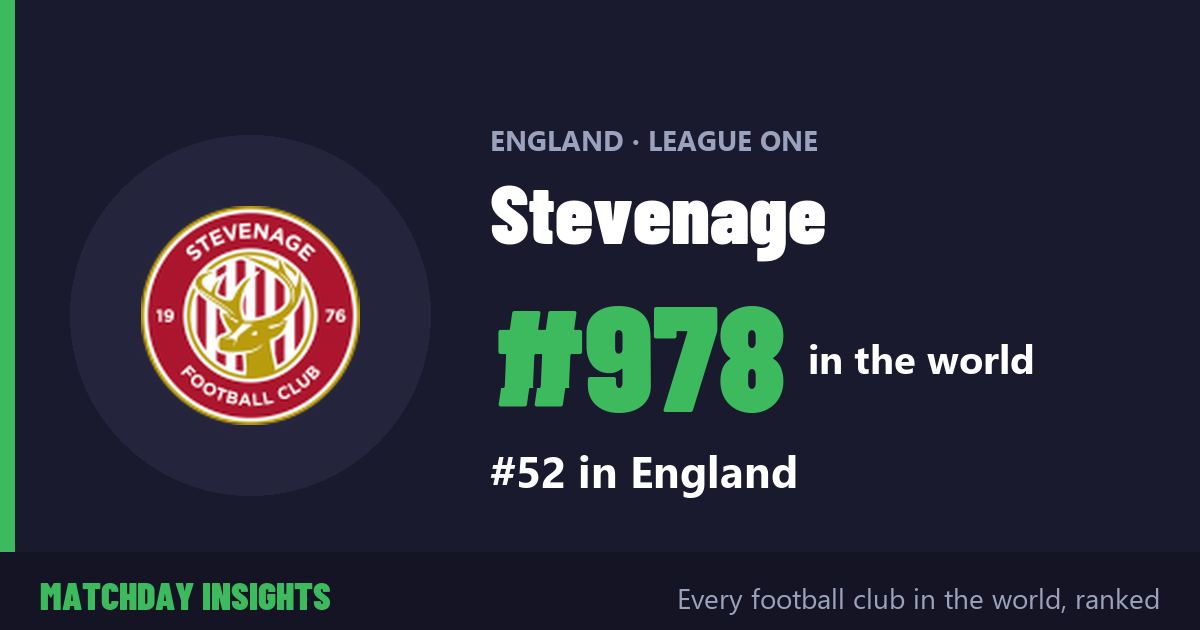 ENGLAND · LEAGUE ONE
Stevenage
STEVENAGE
19 76
FOOTBALL CLUB
#978 in the world
#52 in England
MATCHDAY INSIGHTS
Every football club in the world, ranked